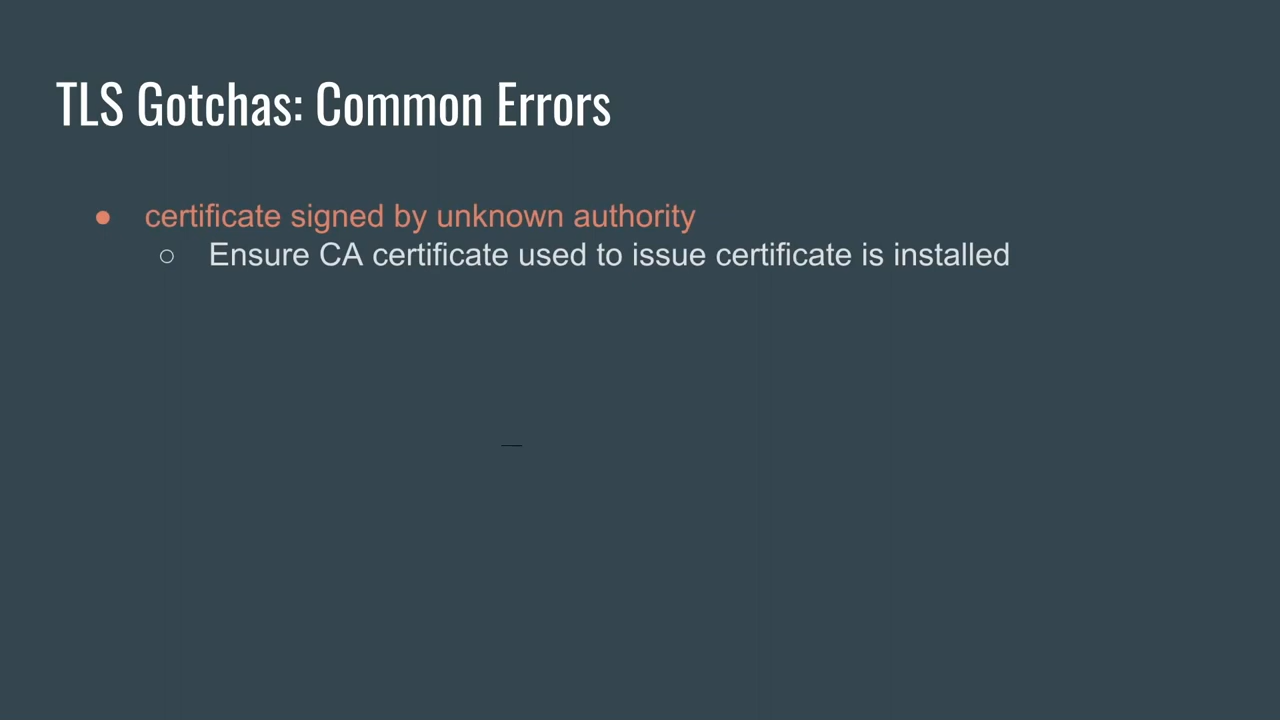 TLS Gotchas: Common Errors
● certificate signed by unknown authority
○ Ensure CA certificate used to issue certificate is installed